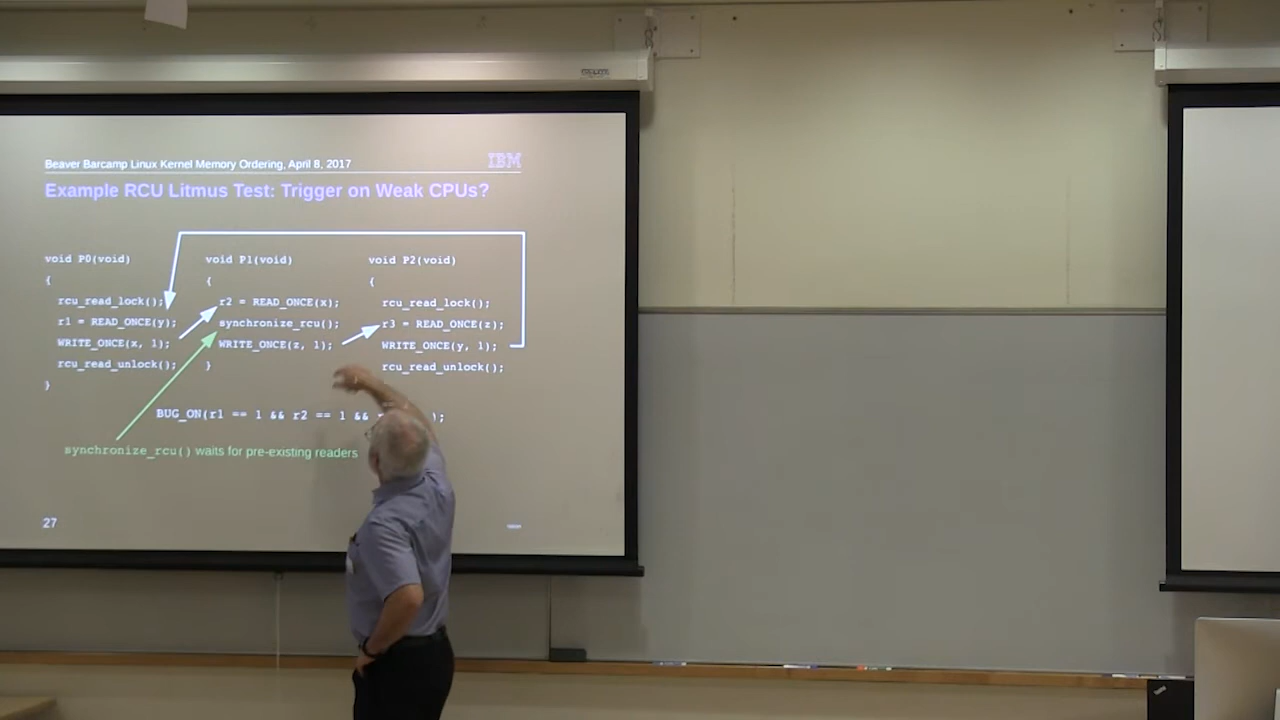 Beaver Barcamp Linux Kernel Memory Ordering, April 8, 2017
IBM
Example RCU Litmus Test: Trigger on Weak CPUs?
void P0(void)
{
rcu_read_lock();
r1 = READ_ONCE(y);
WRITE_ONCE(x, 1);
rcu_read_unlock();
}
void P1(void)
{
r2 = READ_ONCE(x);
synchronize_rcu();
WRITE_ONCE(z, 1);
}
void P2(void)
{
rcu_read_lock();
r3 = READ_ONCE(z);
WRITE_ONCE(y, 1);
rcu_read_unlock();
BUG_ON(r1 == 1 && r2 == 1 && );
synchronize_rcu() waits for pre-existing readers
27